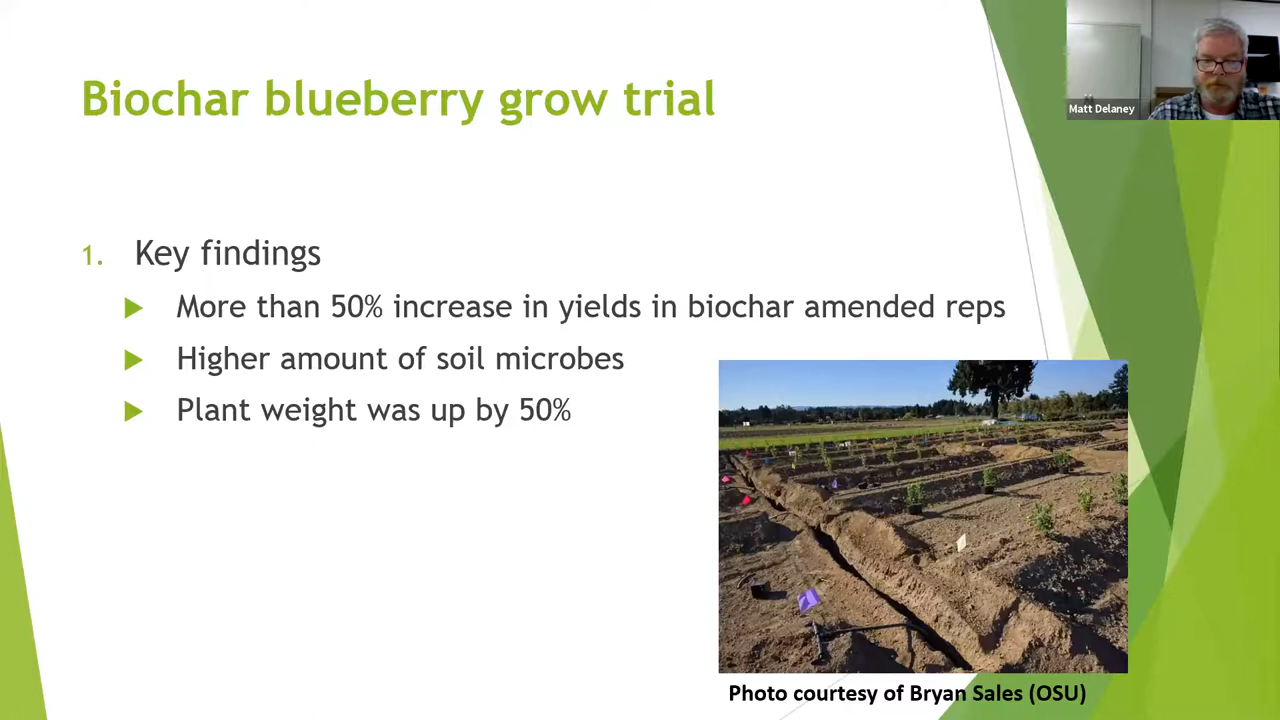 Biochar blueberry grow trial
Matt Delaney
1. Key findings
More than 50% increase in yields in biochar amended reps
Higher amount of soil microbes
Plant weight was up by 50%
Photo courtesy of Bryan Sales (OSU)